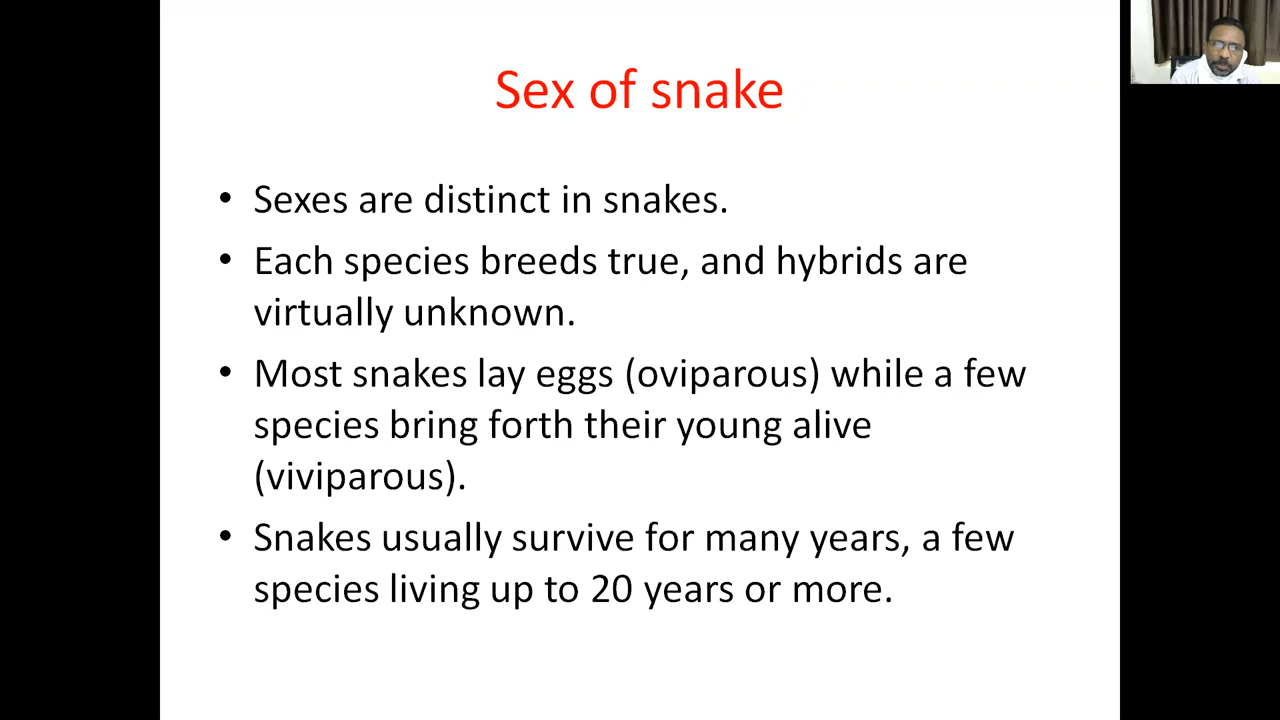 Sex of snake
• Sexes are distinct in snakes.
• Each species breeds true, and hybrids are
virtually unknown.
• Most snakes lay eggs (oviparous) while a few
species bring forth their young alive
(viviparous).
• Snakes usually survive for many years, a few
species living up to 20 years or more.